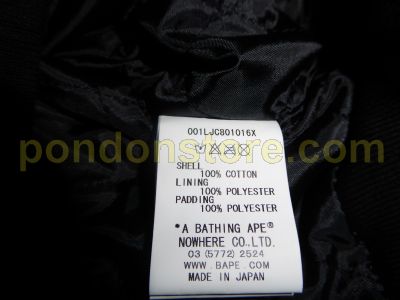 001LJC801016X
pondonstore.com
SHELL
100% COTTON
LINING
100% POLYESTER
PADDING
100% POLYESTER
"A BATHING APE®
NOWHERE CO., LTD.
03 (5772) 2524
WWW.BAPE.COM
MADE IN JAPAN